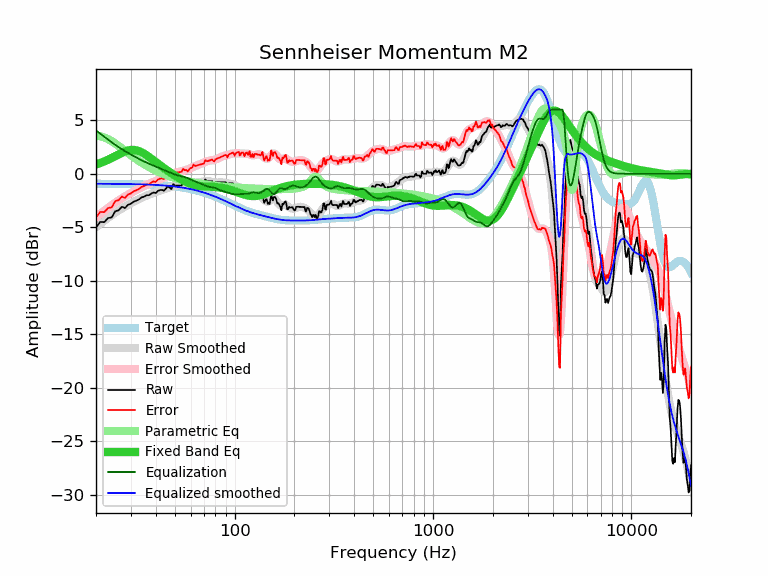 Sennheiser Momentum M2
Amplitude (dBr)
5
0
−5
−10
−15
−20
−25
−30
Target
Raw Smoothed
Error Smoothed
Raw
Error
Parametric Eq
Fixed Band Eq
Equalization
Equalized smoothed
100
1000
10000
Frequency (Hz)